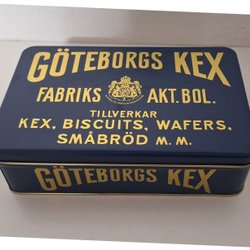 GÖTEBORGS KEX
FABRIKS AKT. BOL.
TILLVERKAR
KEX, BISCUITS, WAFERS,
SMÅBRÖD M. M.
GÖTEBORGS KEX